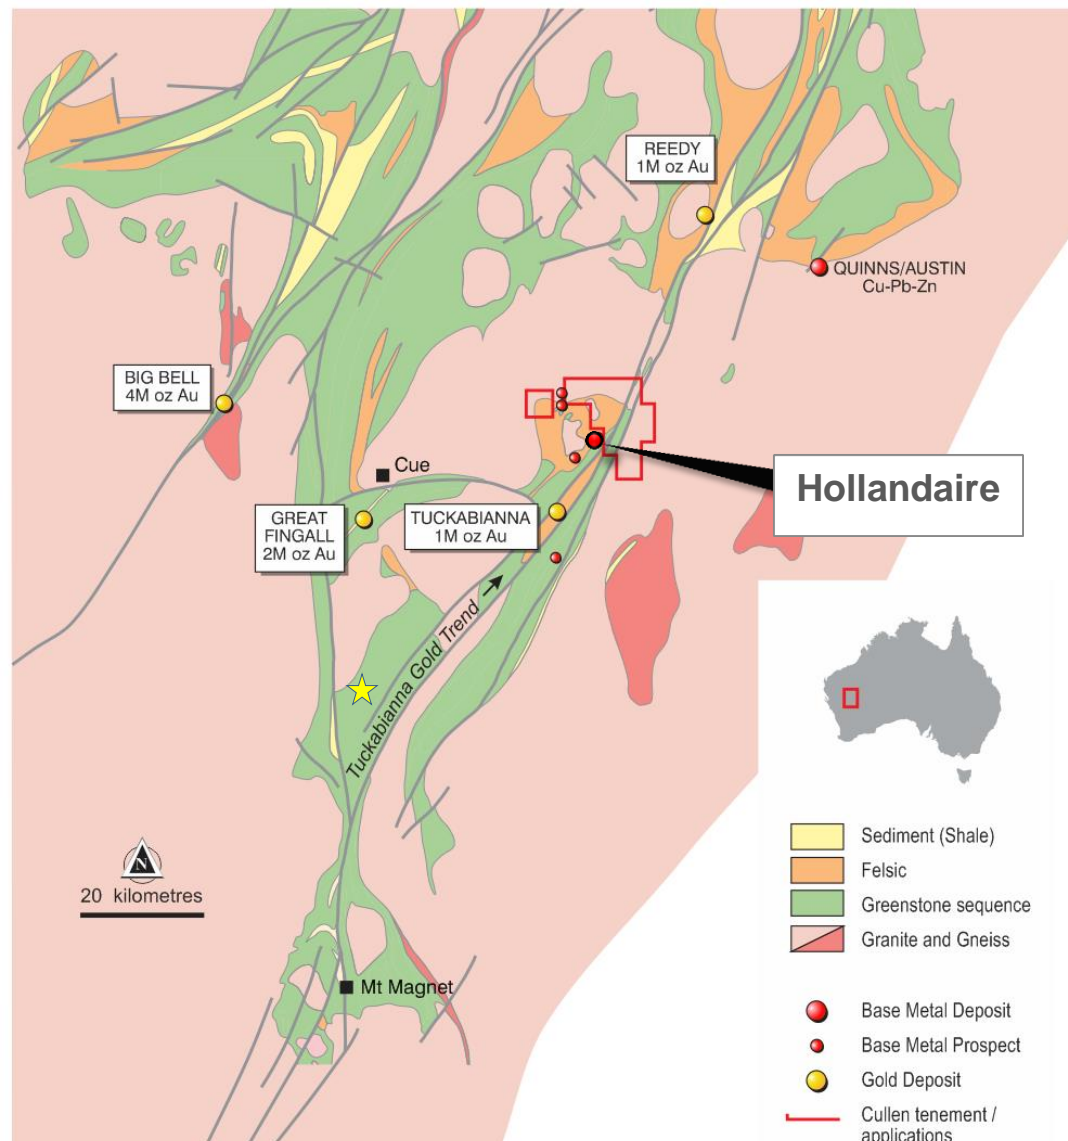 REEDY
1M oz Au
QUINNS/AUSTIN
Cu-Pb-Zn
BIG BELL
4M oz Au
Cue
Hollandaire
GREAT
FINGALL
2M oz Au
TUCKABIANNA
1M oz Au
Tuckabianna Gold Trend
N
20 kilometres
Mt Magnet
Sediment (Shale)
Felsic
Greenstone sequence
Granite and Gneiss
Base Metal Deposit
Base Metal Prospect
Gold Deposit
Cullen tenement /
applications